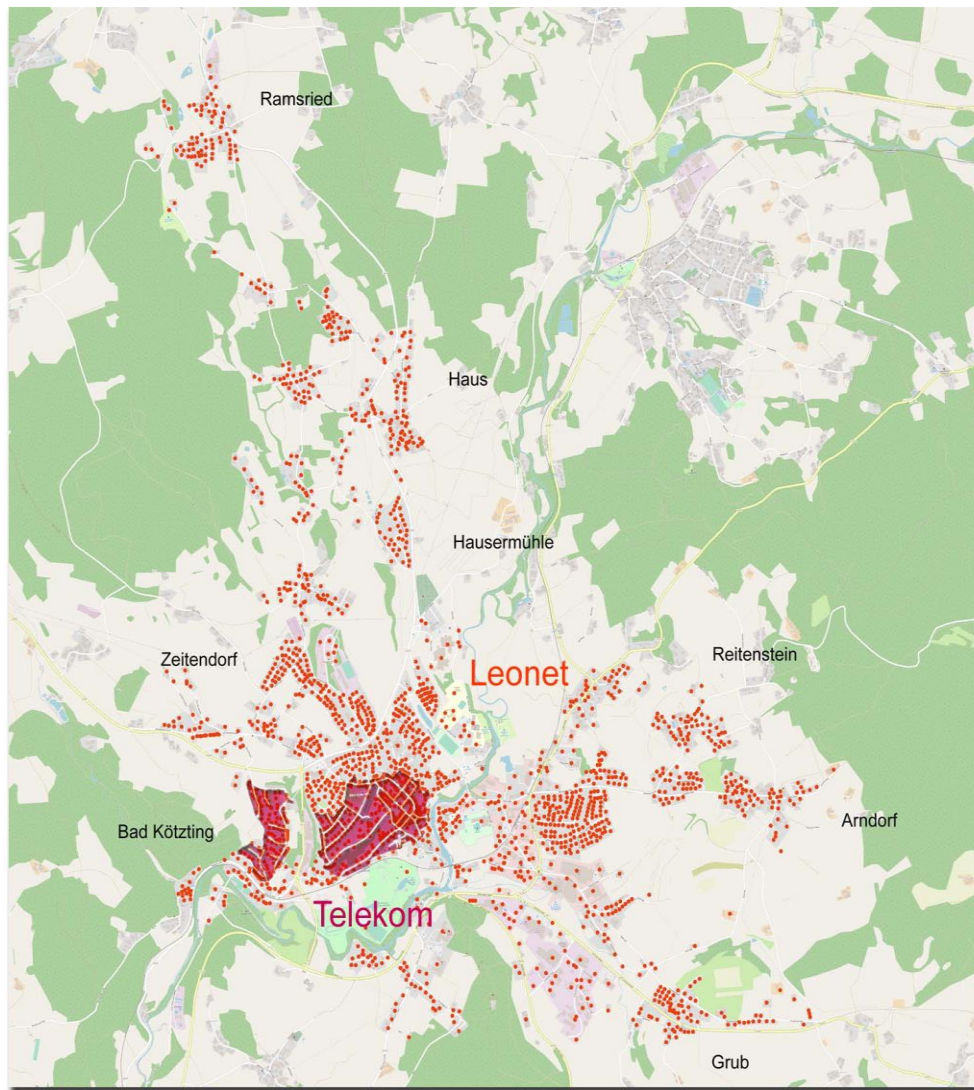 Ramsried
Haus
Hausermühle
Zeitendorf
Leonet
Reitenstein
Bad Kötzting
Arndorf
Telekom
Grub